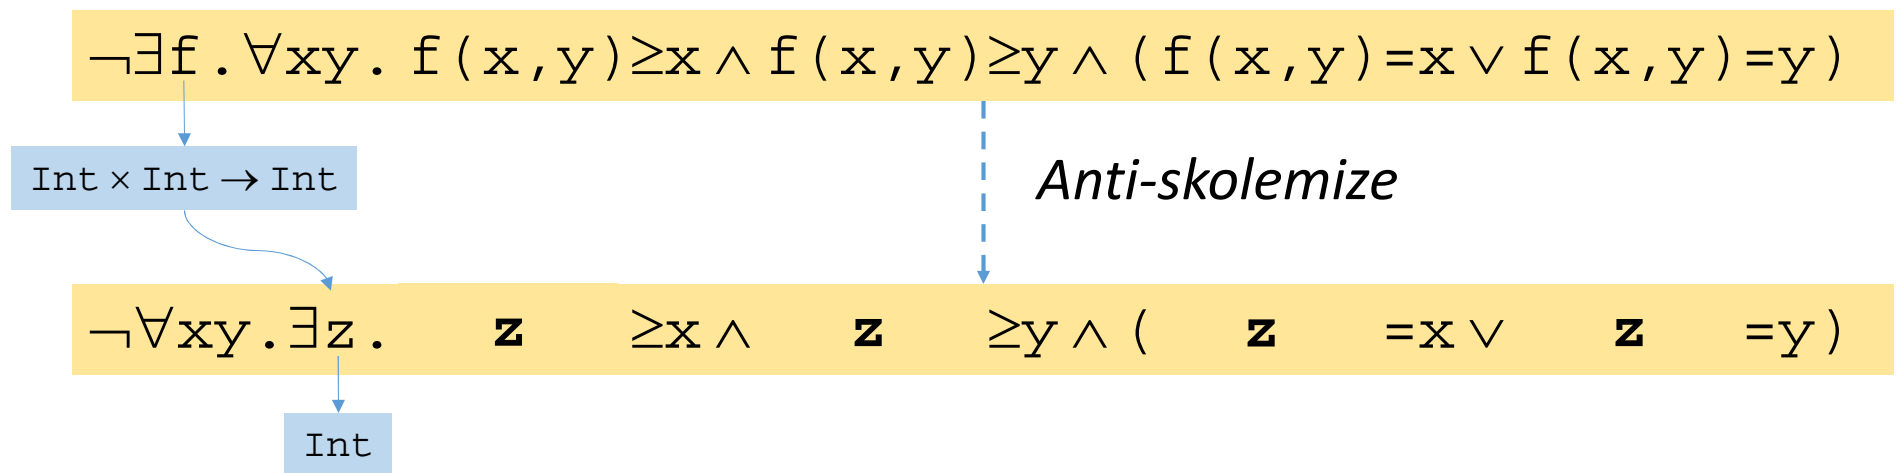 ¬∃f.∀xy. f(x,y)≥x ∧ f(x,y)≥y ∧ (f(x,y)=x ∨ f(x,y)=y)
Int × Int → Int
Anti-skolemize
¬∀xy.∃z. z ≥x ∧ z ≥y ∧ ( z =x ∨ z =y)
Int